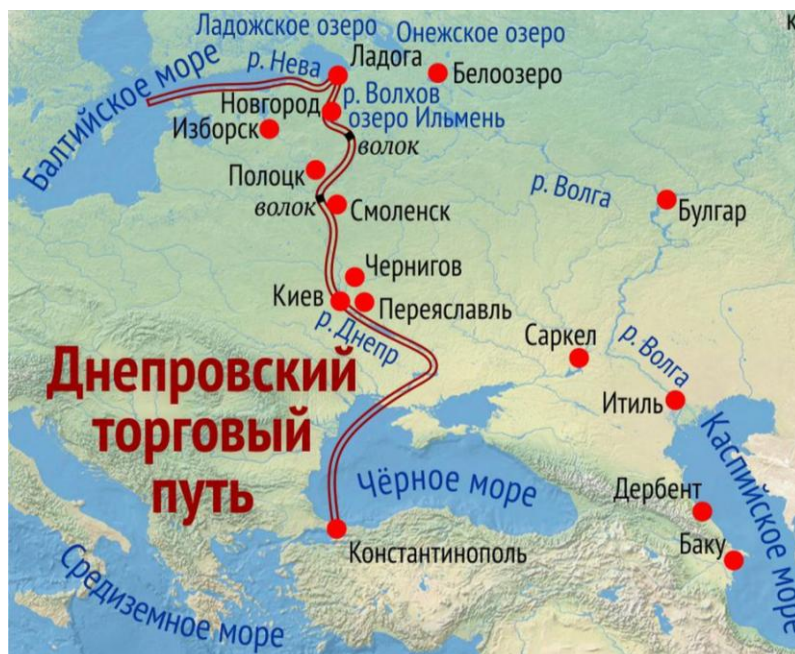 Ладожское озеро
Онежское озеро
К
р. Нева
Ладога
Белоозеро
Балтийское море
Новгород
р. Волхов
озеро Ильмень
Изборск
волок
Полоцк
р. Волга
волок
Смоленск
Булгар
Чернигов
Киев
Переяславль
р. Днепр
Саркел
р. Волга
Днепровский
торговый
путь
Итиль
Каспийское море
Чёрное море
Дербент
Константинополь
Баку
Средиземное море